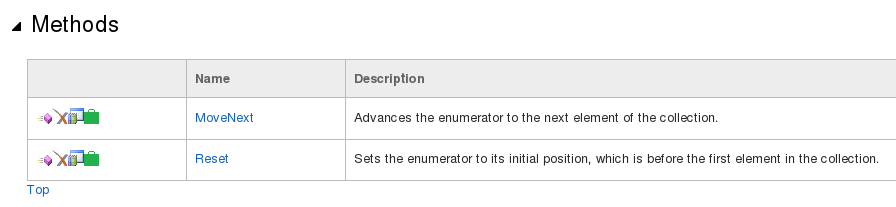 Methods
Name Description
MoveNext Advances the enumerator to the next element of the collection.
Reset Sets the enumerator to its initial position, which is before the first element in the collection.
Top